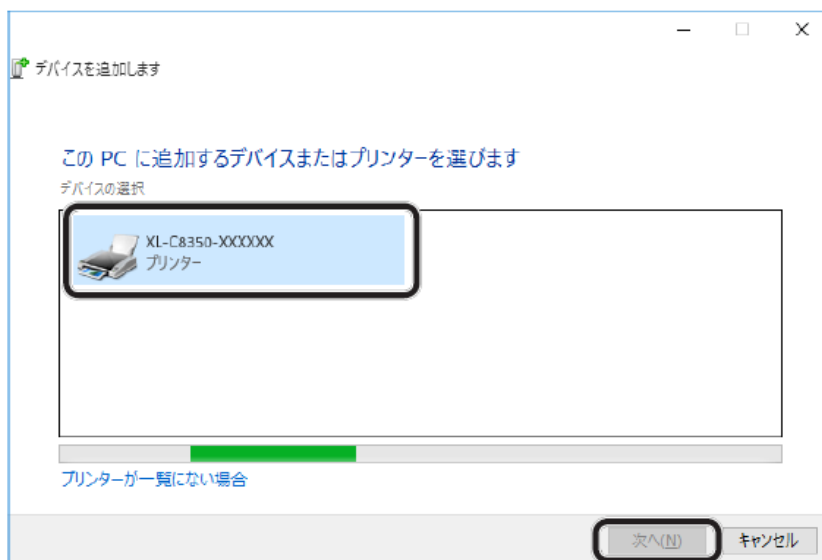 デバイスを追加します
この PC に追加するデバイスまたはプリンターを選びます
デバイスの選択
XL-C8350-XXXXXX
プリンター
プリンターが一覧にない場合
次へ(N)
キャンセル